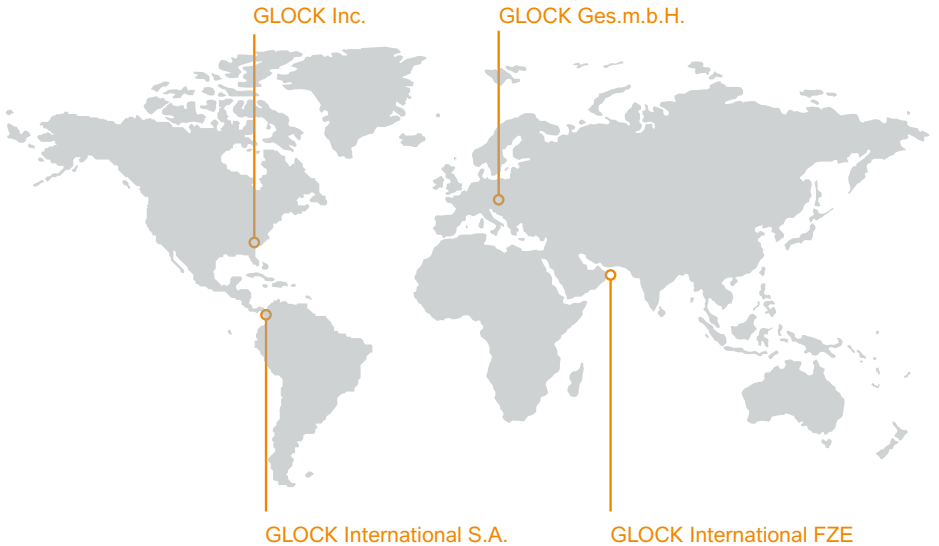 GLOCK Inc.
GLOCK Ges.m.b.H.
GLOCK International S.A.
GLOCK International FZE